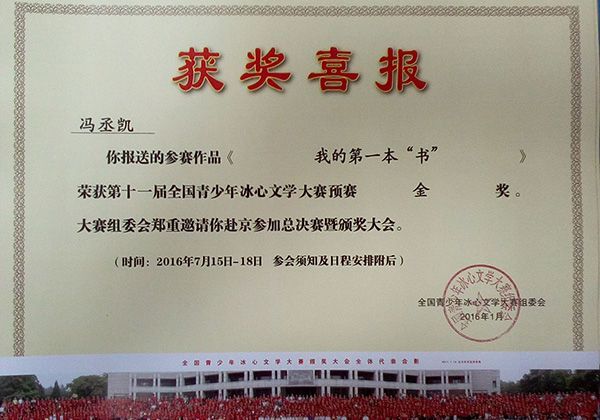 获奖喜报
冯丞凯
你报送的参赛作品《 我的第一本“书” 》
荣获第十一届全国青少年冰心文学大赛预赛 金 奖。
大赛组委会郑重邀请你赴京参加总决赛暨颁奖大会。
（时间：2016年7月15日-18日 参会须知及日程安排附后）
全国青少年冰心文学大赛组委会
2016年1月
全国青少年冰心文学大赛颁奖大会全体代表合影